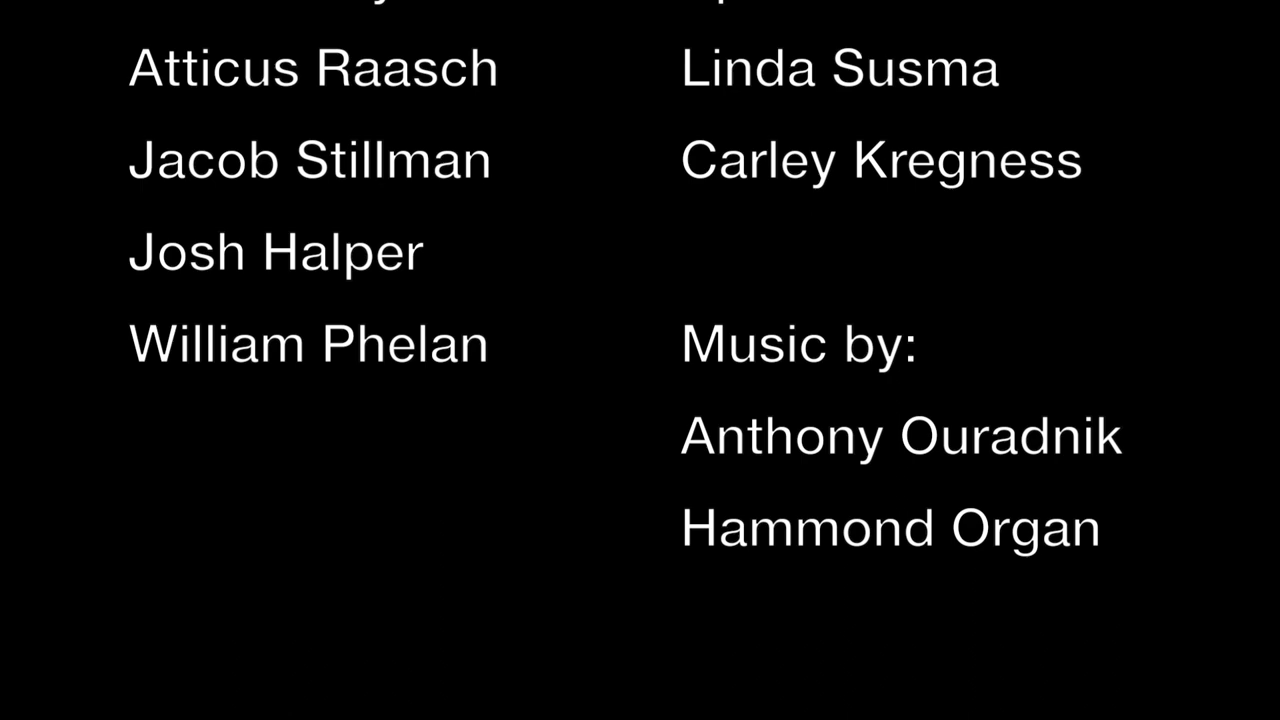 Atticus Raasch
Jacob Stillman
Josh Halper
William Phelan
Linda Susma
Carley Kregness
Music by:
Anthony Ouradnik
Hammond Organ